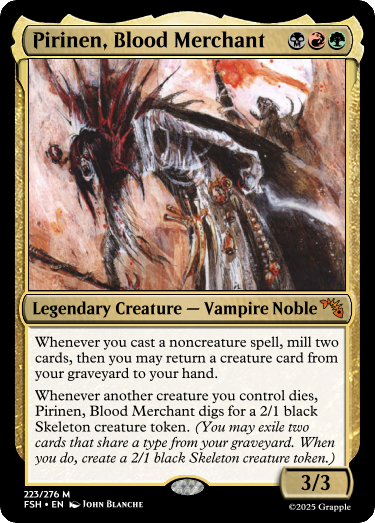 Pirinen, Blood Merchant
Legendary Creature — Vampire Noble
Whenever you cast a noncreature spell, mill two
cards, then you may return a creature card from
your graveyard to your hand.
Whenever another creature you control dies,
Pirinen, Blood Merchant digs for a 2/1 black
Skeleton creature token. (You may exile two
cards that share a type from your graveyard. When
you do, create a 2/1 black Skeleton creature token.)
3/3
223/276 M
FSH • EN John Blanche
©2025 Grapple